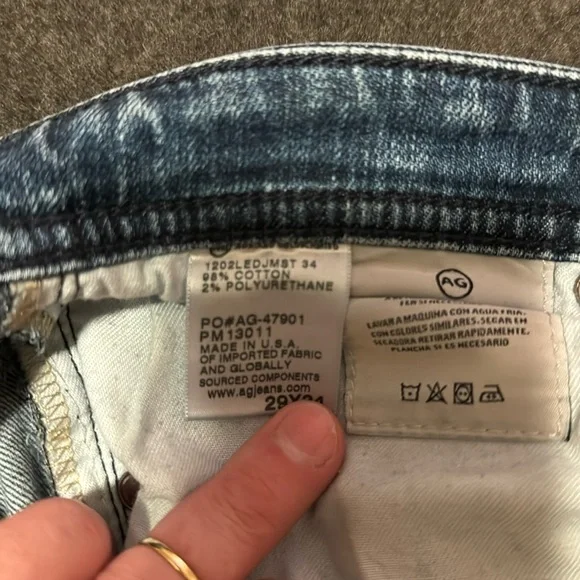 1202LEDJMST 34
98% COTTON
2% POLYURETHANE
PO#AG-47901
PM13011
MADE IN U.S.A.
OF IMPORTED FABRIC
AND GLOBALLY
SOURCED COMPONENTS
www.agjeans.com
AG
LAVAR A MAQUINA CON AGUA FRIA.
CON COLORES SIMILARES. SECAR EN
SECADORA RETIRAR RAPIDAMENTE.
PLANCHA SI ES NECESARIO